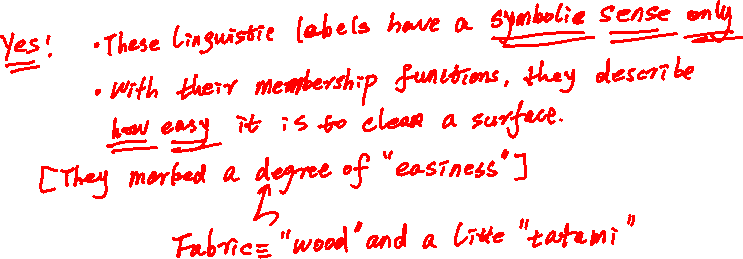 Yes! • These linguistic labels have a symbolic sense only
• With their membership functions, they describe
how easy it is to clean a surface.
[They marked a degree of "easiness"]
Fabric = "wood" and a little "tatami"